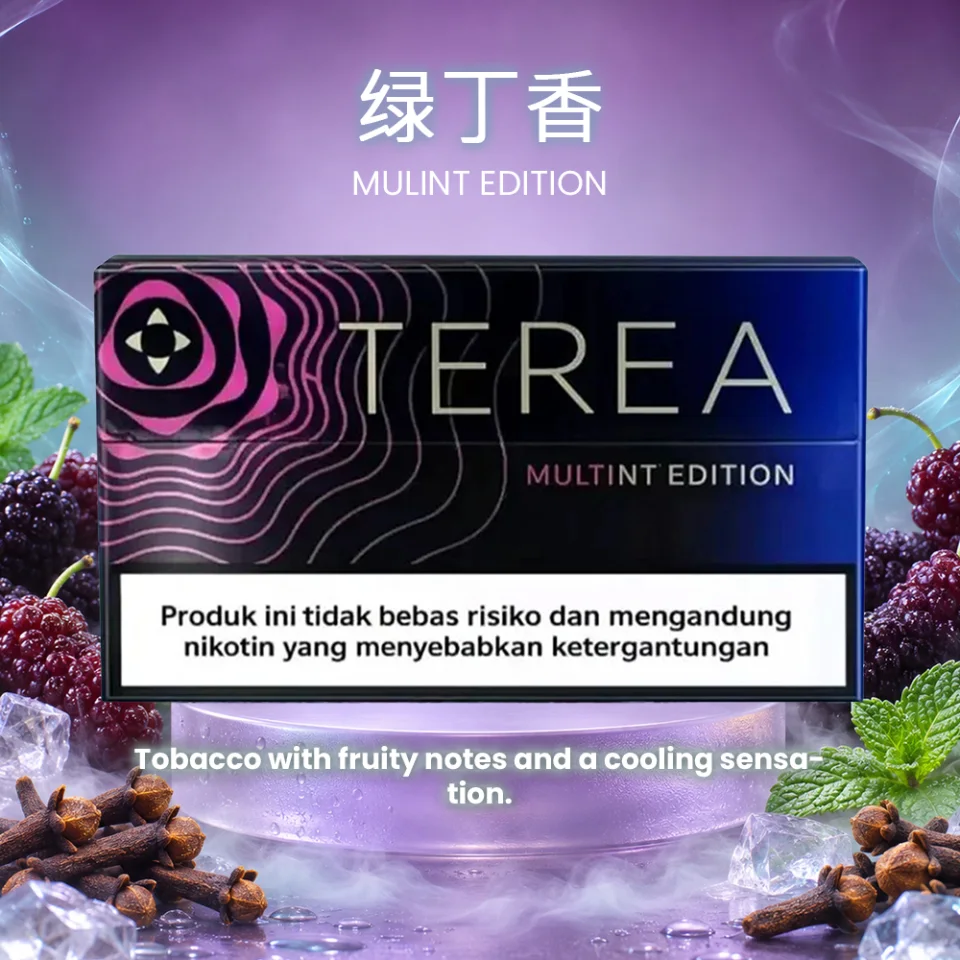 绿丁香
MULINT EDITION
TEREA
MULTINT EDITION
Produk ini tidak bebas risiko dan mengandung
nikotin yang menyebabkan ketergantungan
Tobacco with fruity notes and a cooling sensa-
tion.